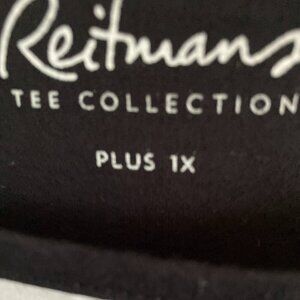 Reitmans
TEE COLLECTION
PLUS 1X